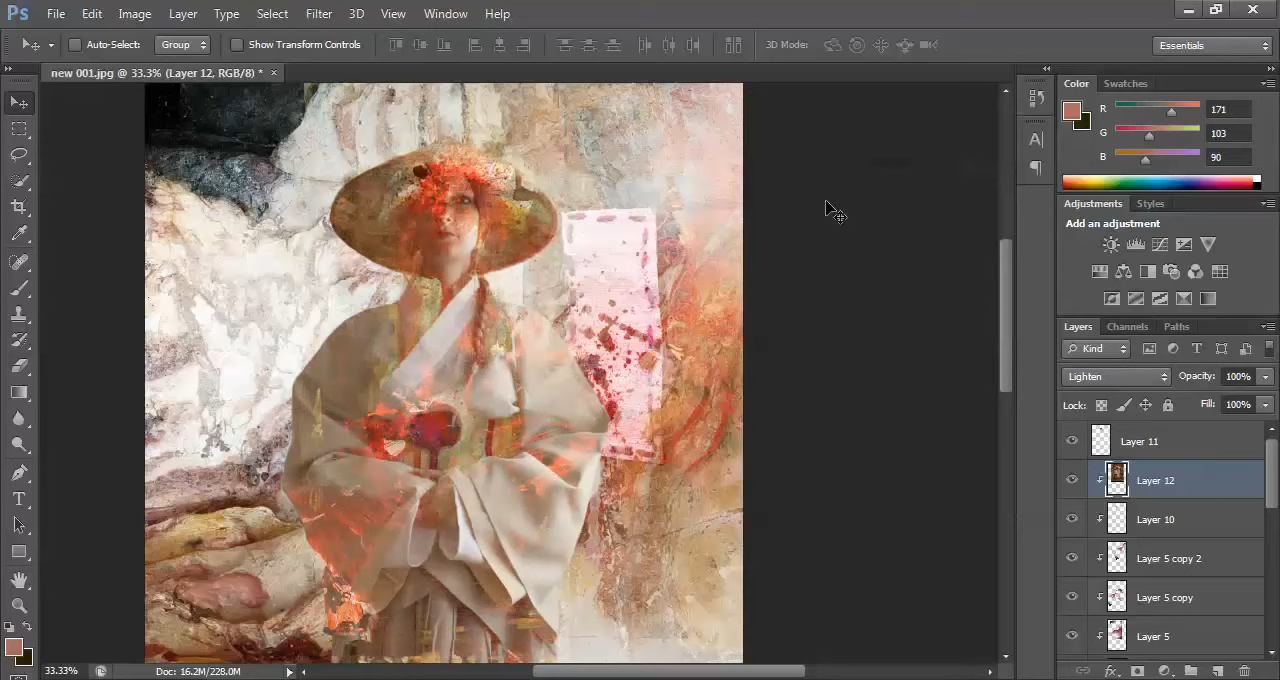 Ps File Edit Image Layer Type Select Filter 3D View Window Help
Auto-Select: Group Show Transform Controls 3D Mode: Essentials
new 001.jpg @ 33.3% (Layer 12, RGB/8) * ×
Color Swatches
R 171
G 103
B 90
Adjustments Styles
Add an adjustment
Layers Channels Paths
Kind T
Lighten Opacity: 100%
Lock: Fill: 100%
Layer 11
Layer 12
Layer 10
Layer 5 copy 2
Layer 5 copy
Layer 5
33.33% Doc: 16.2M/228.0M fx